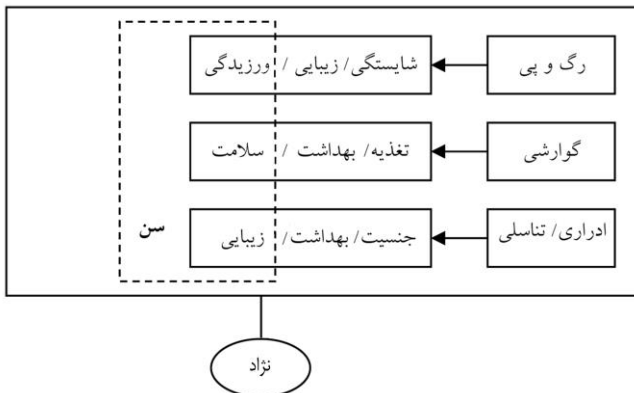 رگ و پی
شایستگی/ زیبایی / ورزیدگی
گوارشی
تغذیه/ بهداشت / سلامت
ادراری/ تناسلی
جنسیت/ بهداشت/ زیبایی
سن
نژاد